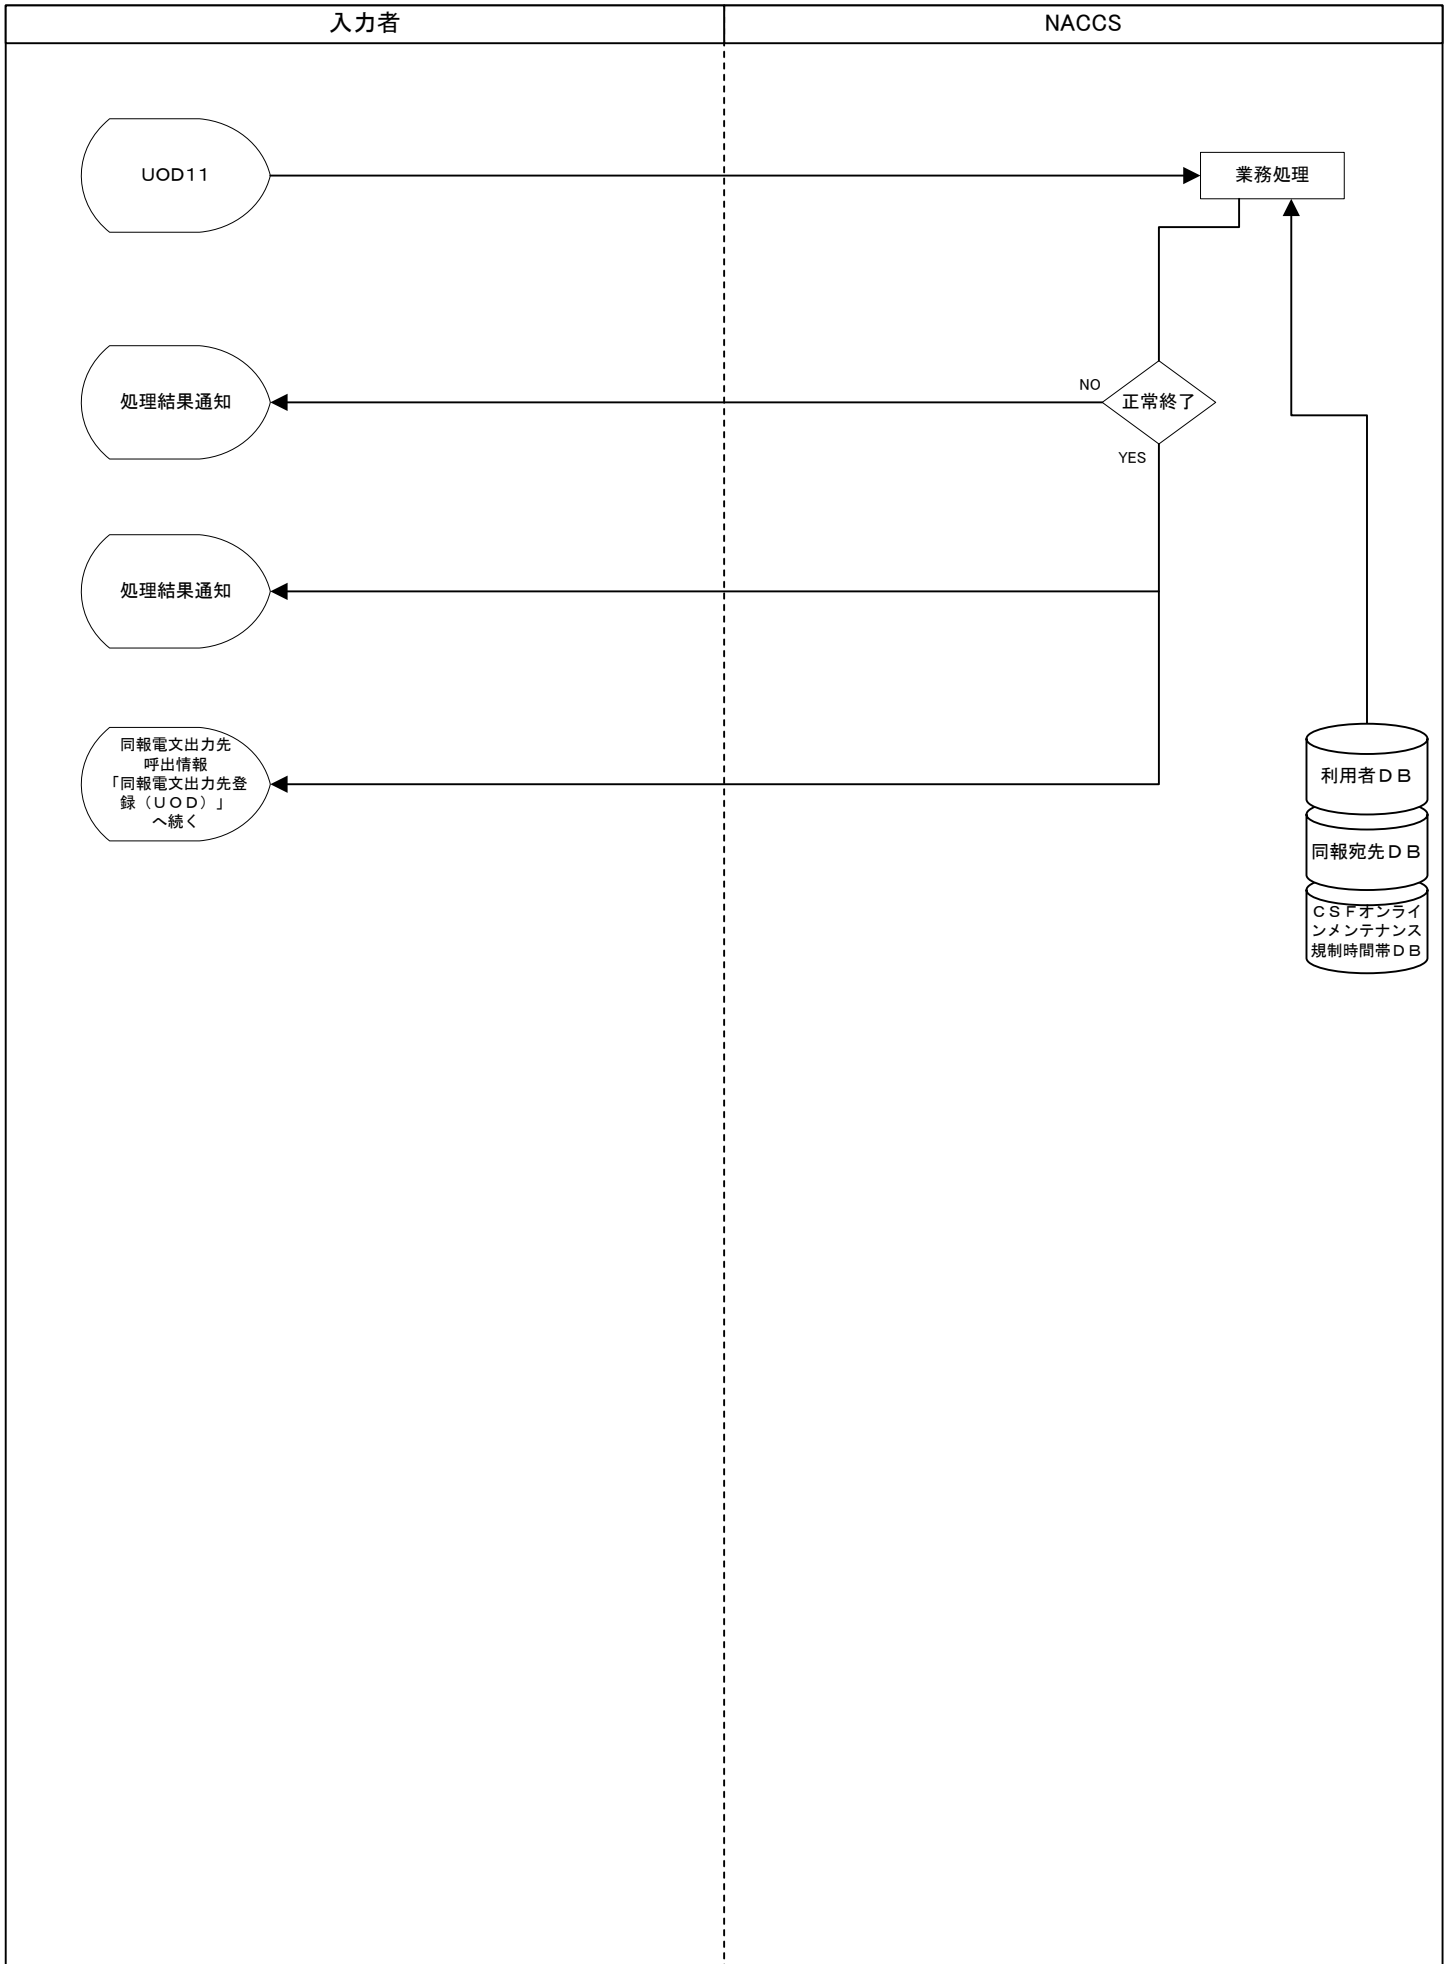 入力者
NACCS
UOD11
業務処理
処理結果通知
NO
正常終了
YES
処理結果通知
同報電文出力先
呼出情報
「同報電文出力先登
録（ＵＯＤ）」
へ続く
利用者ＤＢ
同報宛先ＤＢ
ＣＳＦオンライ
ンメンテナンス
規制時間帯ＤＢ